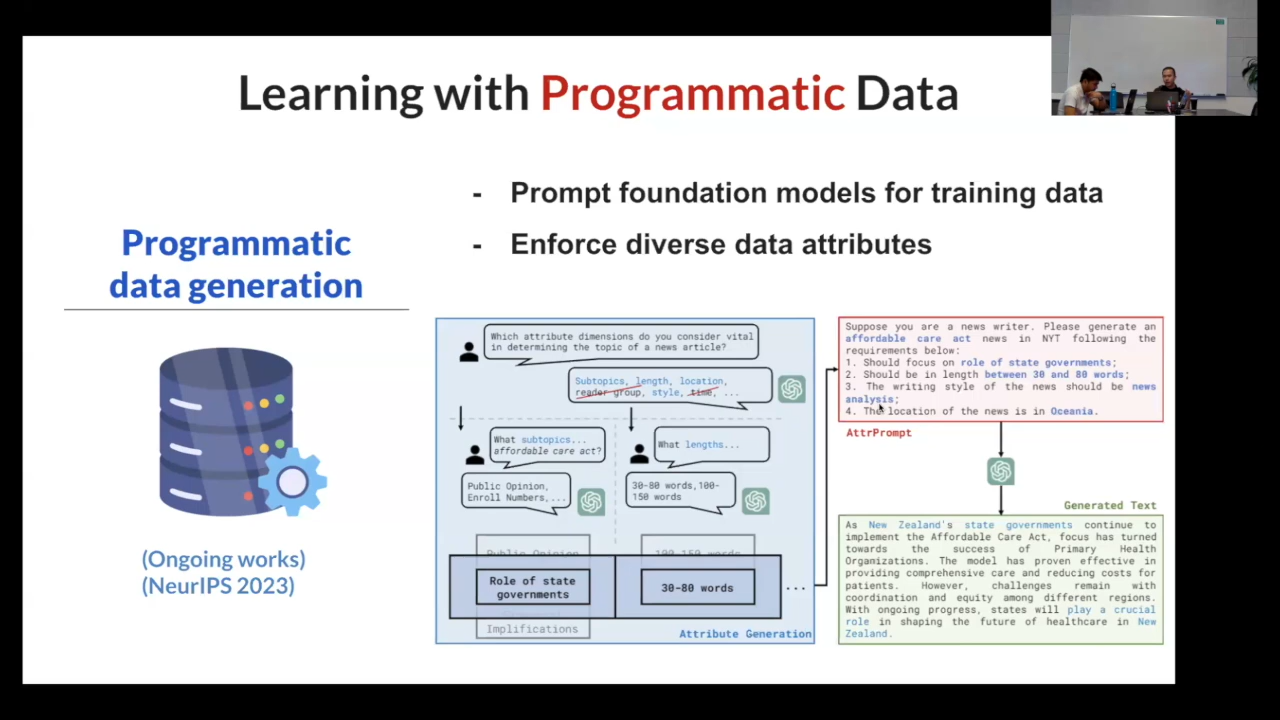 Learning with Programmatic Data
- Prompt foundation models for training data
- Enforce diverse data attributes
Programmatic
data generation
(Ongoing works)
(NeurIPS 2023)
Which attribute dimensions do you consider vital
in determining the topic of a news article?
Subtopics, length, location,
reader group, style, time, ...
What subtopics...
affordable care act?
What lengths...
Public Opinion,
Enroll Numbers,...
30-80 words,100-
150 words
Public Opinion
100-150 words
Role of state
governments
30-80 words
...
Implifications
Attribute Generation
Suppose you are a news writer. Please generate an
affordable care act news in NYT following the
requirements below:
1. Should focus on role of state governments;
2. Should be in length between 30 and 80 words;
3. The writing style of the news should be news
analysis;
4. The location of the news is in Oceania.
AttrPrompt
Generated Text
As New Zealand's state governments continue to
implement the Affordable Care Act, focus has turned
towards the success of Primary Health
Organizations. The model has proven effective in
providing comprehensive care and reducing costs for
patients. However, challenges remain with
coordination and equity among different regions.
With ongoing progress, states will play a crucial
role in shaping the future of healthcare in New
Zealand.